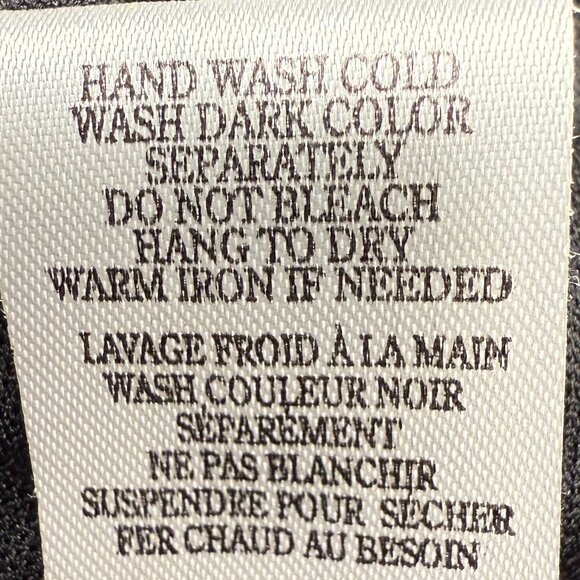 HAND WASH COLD
WASH DARK COLOR
SEPARATELY
DO NOT BLEACH
HANG TO DRY
WARM IRON IF NEEDED
LAVAGE FROID À LA MAIN
WASH COULEUR NOIR
SÉPARÉMENT
NE PAS BLANCHIR
SUSPENDRE POUR SECHER
FER CHAUD AU BESOIN